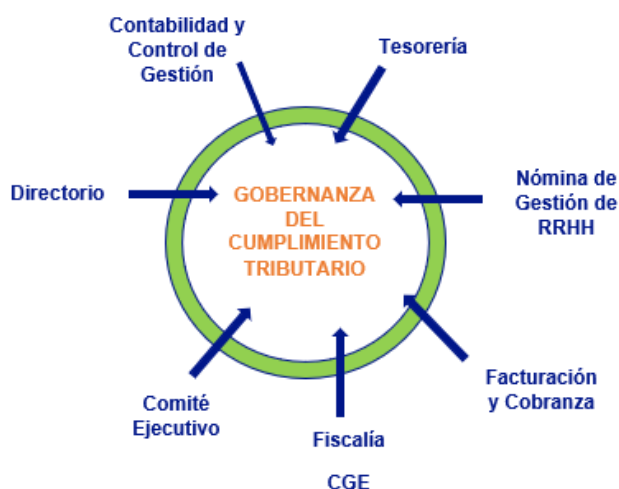 Contabilidad y
Control de
Gestión
Tesorería
Directorio
GOBERNANZA
DEL
CUMPLIMIENTO
TRIBUTARIO
Nómina de
Gestión de
RRHH
Comité
Ejecutivo
Fiscalía
CGE
Facturación
y Cobranza